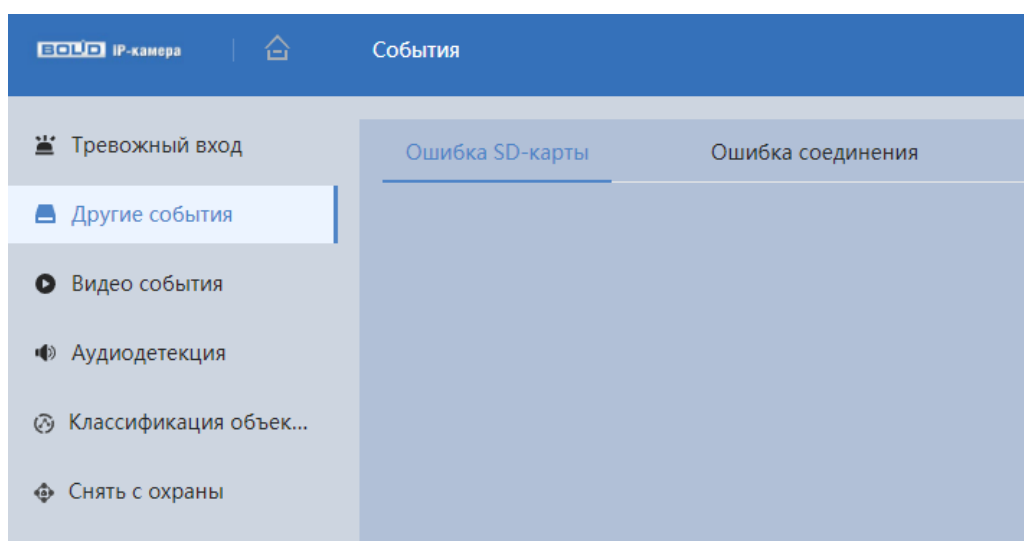 BOLID IP-камера
События
Тревожный вход
Ошибка SD-карты Ошибка соединения
Другие события
Видео события
Аудиодетекция
Классификация объек...
Снять с охраны